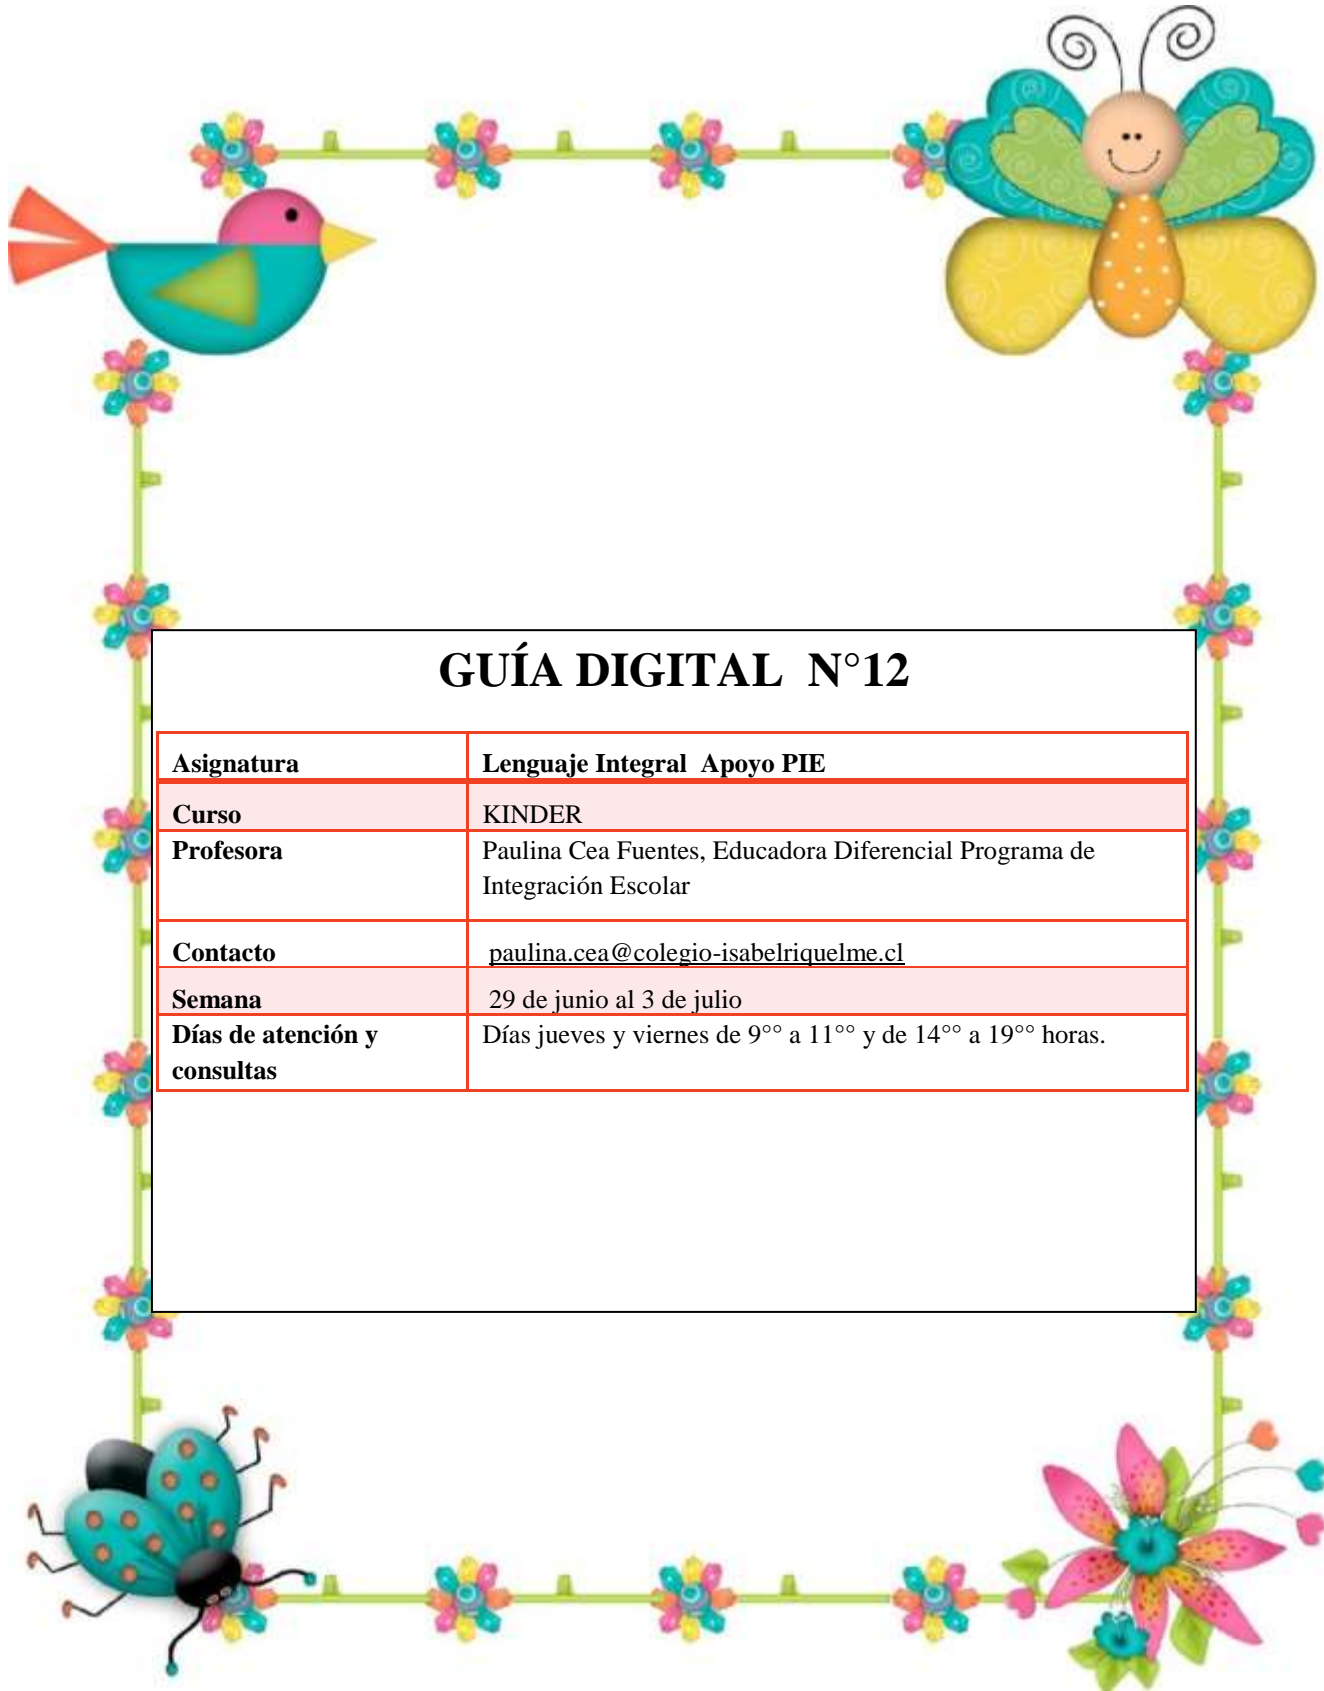 GUÍA DIGITAL  N°12
Asignatura Lenguaje Integral  Apoyo PIE
Curso KINDER
Profesora Paulina Cea Fuentes, Educadora Diferencial Programa de
Integración Escolar
Contacto paulina.cea@colegio-isabelriquelme.cl
Semana 29 de junio al 3 de julio
Días de atención y Días jueves y viernes de 9°° a 11°° y de 14°° a 19°° horas.
consultas